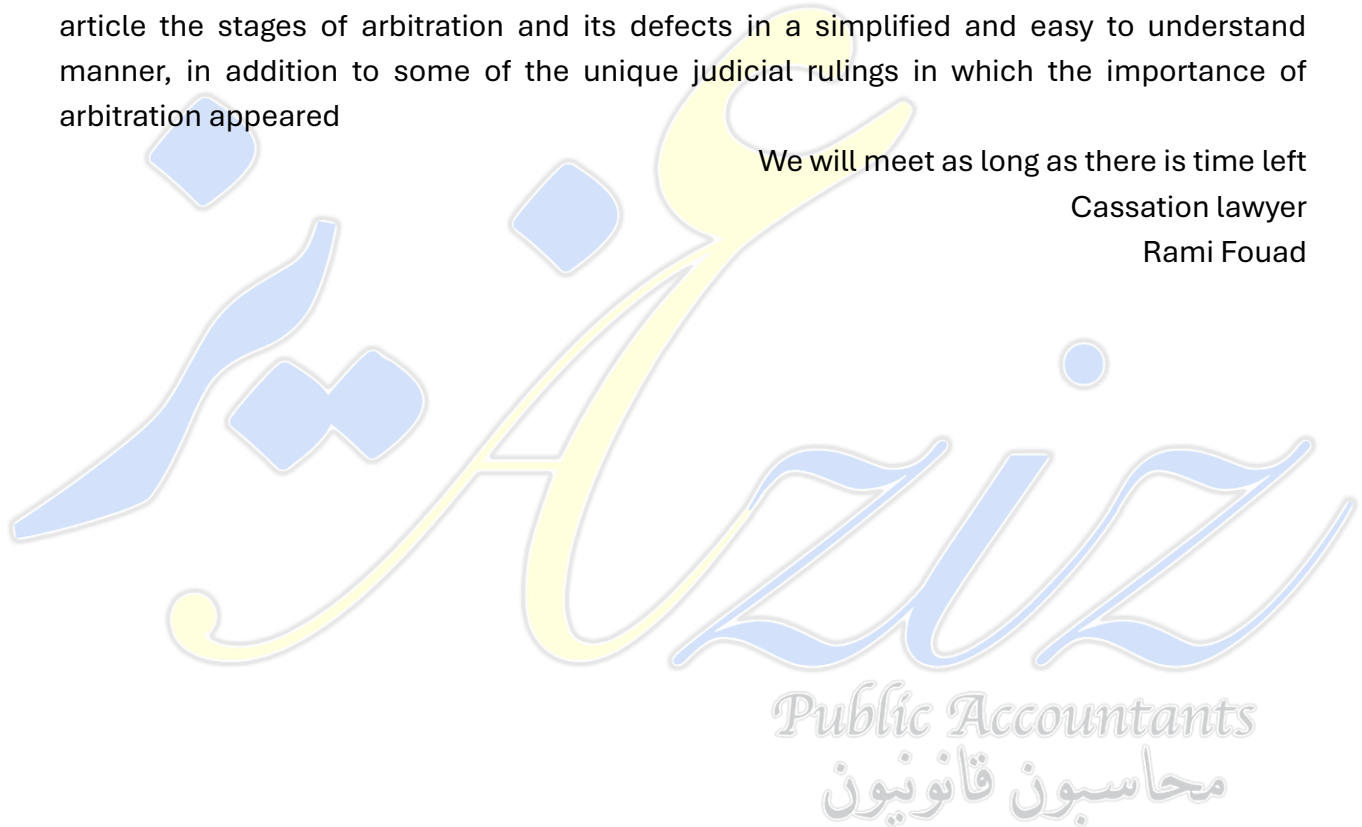 article the stages of arbitration and its defects in a simplified and easy to understand
manner, in addition to some of the unique judicial rulings in which the importance of
arbitration appeared
We will meet as long as there is time left
Cassation lawyer
Rami Fouad
عزيز
Aziz
Public Accountants
محاسبون قانونيون